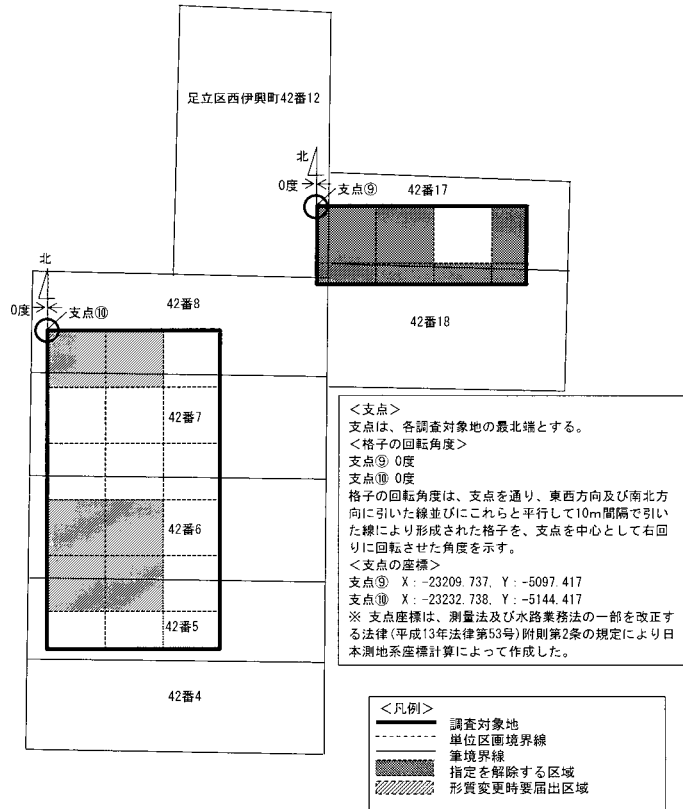 足立区西伊興町42番12
北
0度
支点⑨
42番17
42番18
北
0度
支点⑩
42番8
42番7
42番6
42番5
42番4
＜支点＞
支点は、各調査対象地の最北端とする。
＜格子の回転角度＞
支点⑨ 0度
支点⑩ 0度
格子の回転角度は、支点を通り、東西方向及び南北方
向に引いた線並びにこれらと平行して10m間隔で引い
た線により形成された格子を、支点を中心として右回
りに回転させた角度を示す。
＜支点の座標＞
支点⑨ X：-23209.737, Y：-5097.417
支点⑩ X：-23232.738, Y：-5144.417
※ 支点座標は、測量法及び水路業務法の一部を改正す
る法律(平成13年法律第53号)附則第2条の規定により日
本測地系座標計算によって作成した。
＜凡例＞
調査対象地
単位区画境界線
筆境界線
指定を解除する区域
形質変更時要届出区域